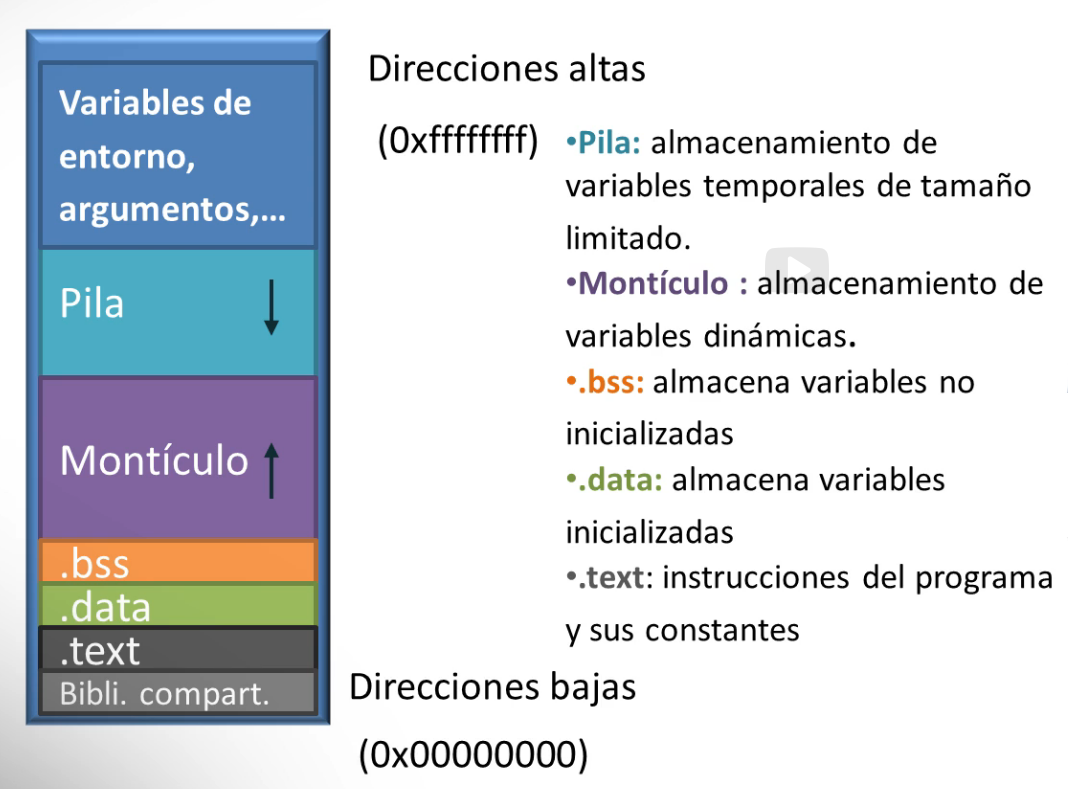 Variables de
entorno,
argumentos,...
Pila
Montículo
.bss
.data
.text
Bibli. compart.
Direcciones altas
(0xffffffff)
•Pila: almacenamiento de
variables temporales de tamaño
limitado.
•Montículo : almacenamiento de
variables dinámicas.
•.bss: almacena variables no
inicializadas
•.data: almacena variables
inicializadas
•.text: instrucciones del programa
y sus constantes
Direcciones bajas
(0x00000000)